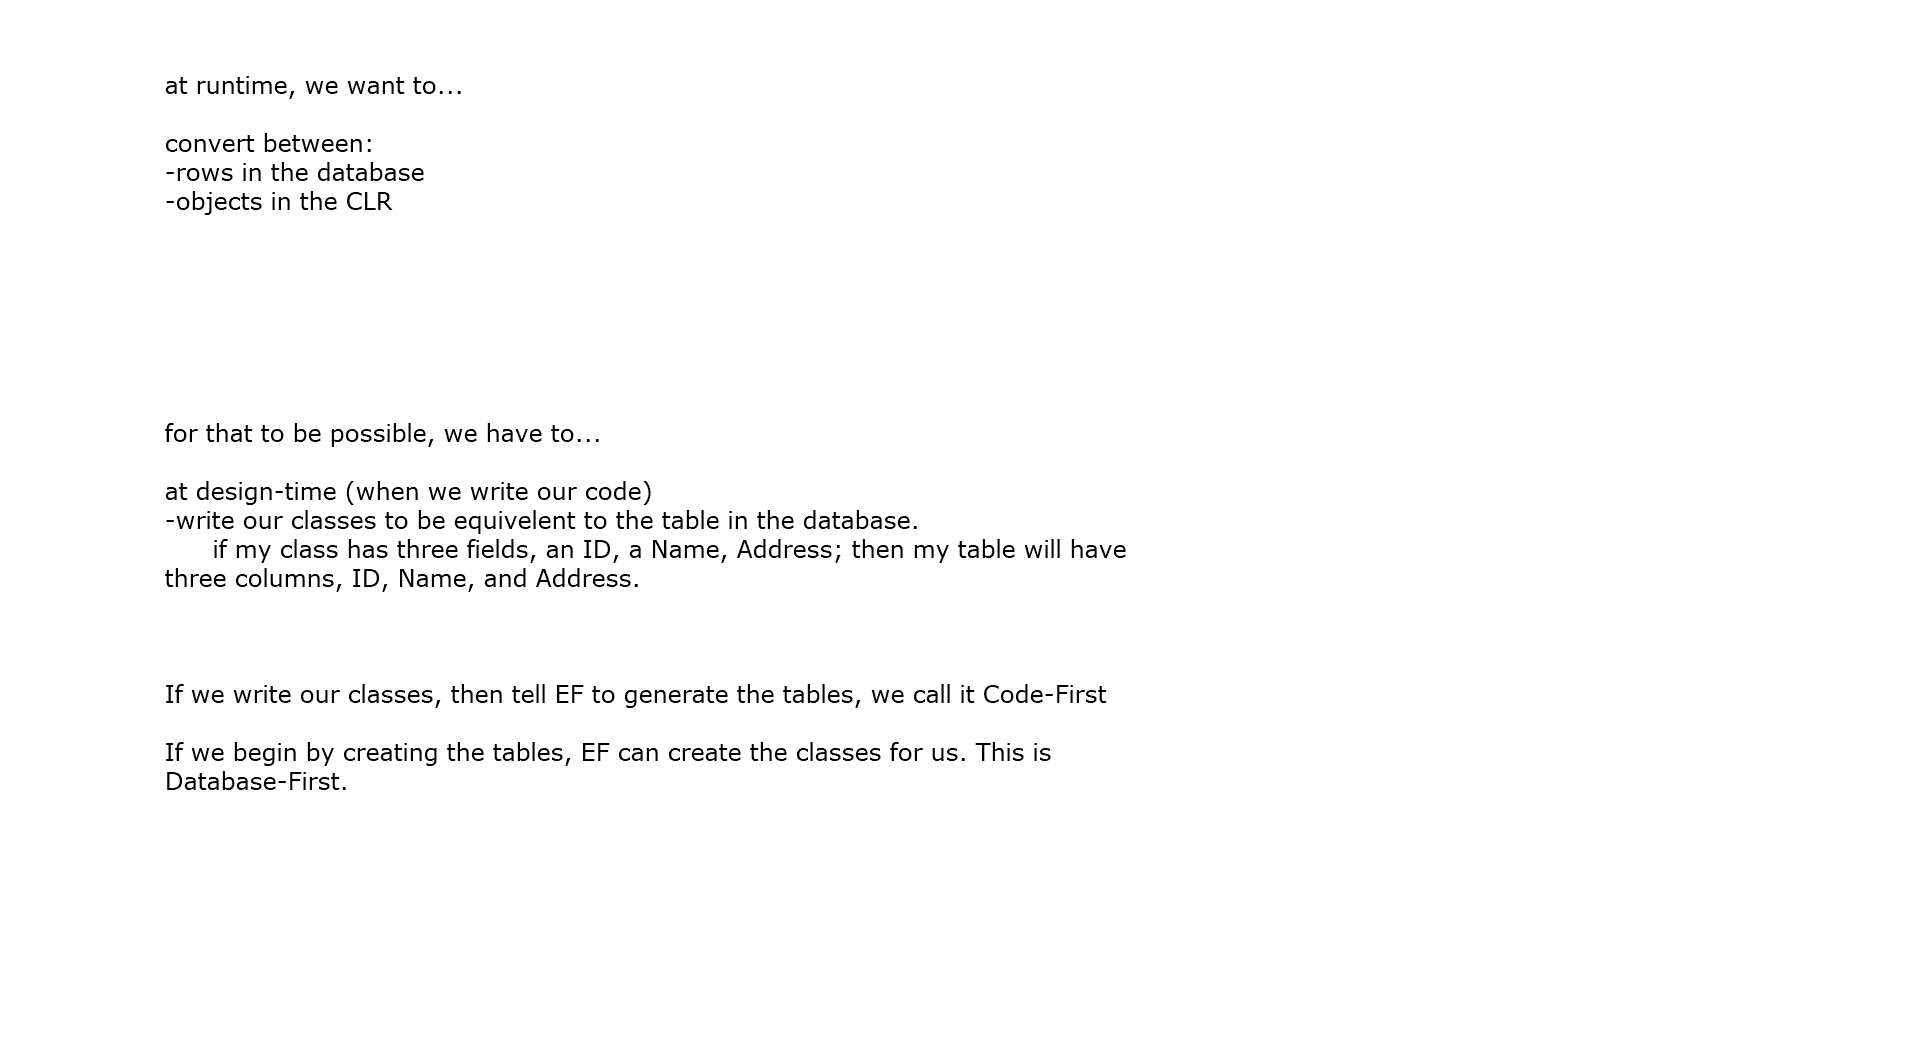 at runtime, we want to...
convert between:
-rows in the database
-objects in the CLR
for that to be possible, we have to...
at design-time (when we write our code)
-write our classes to be equivelent to the table in the database.
if my class has three fields, an ID, a Name, Address; then my table will have
three columns, ID, Name, and Address.
If we write our classes, then tell EF to generate the tables, we call it Code-First
If we begin by creating the tables, EF can create the classes for us. This is
Database-First.